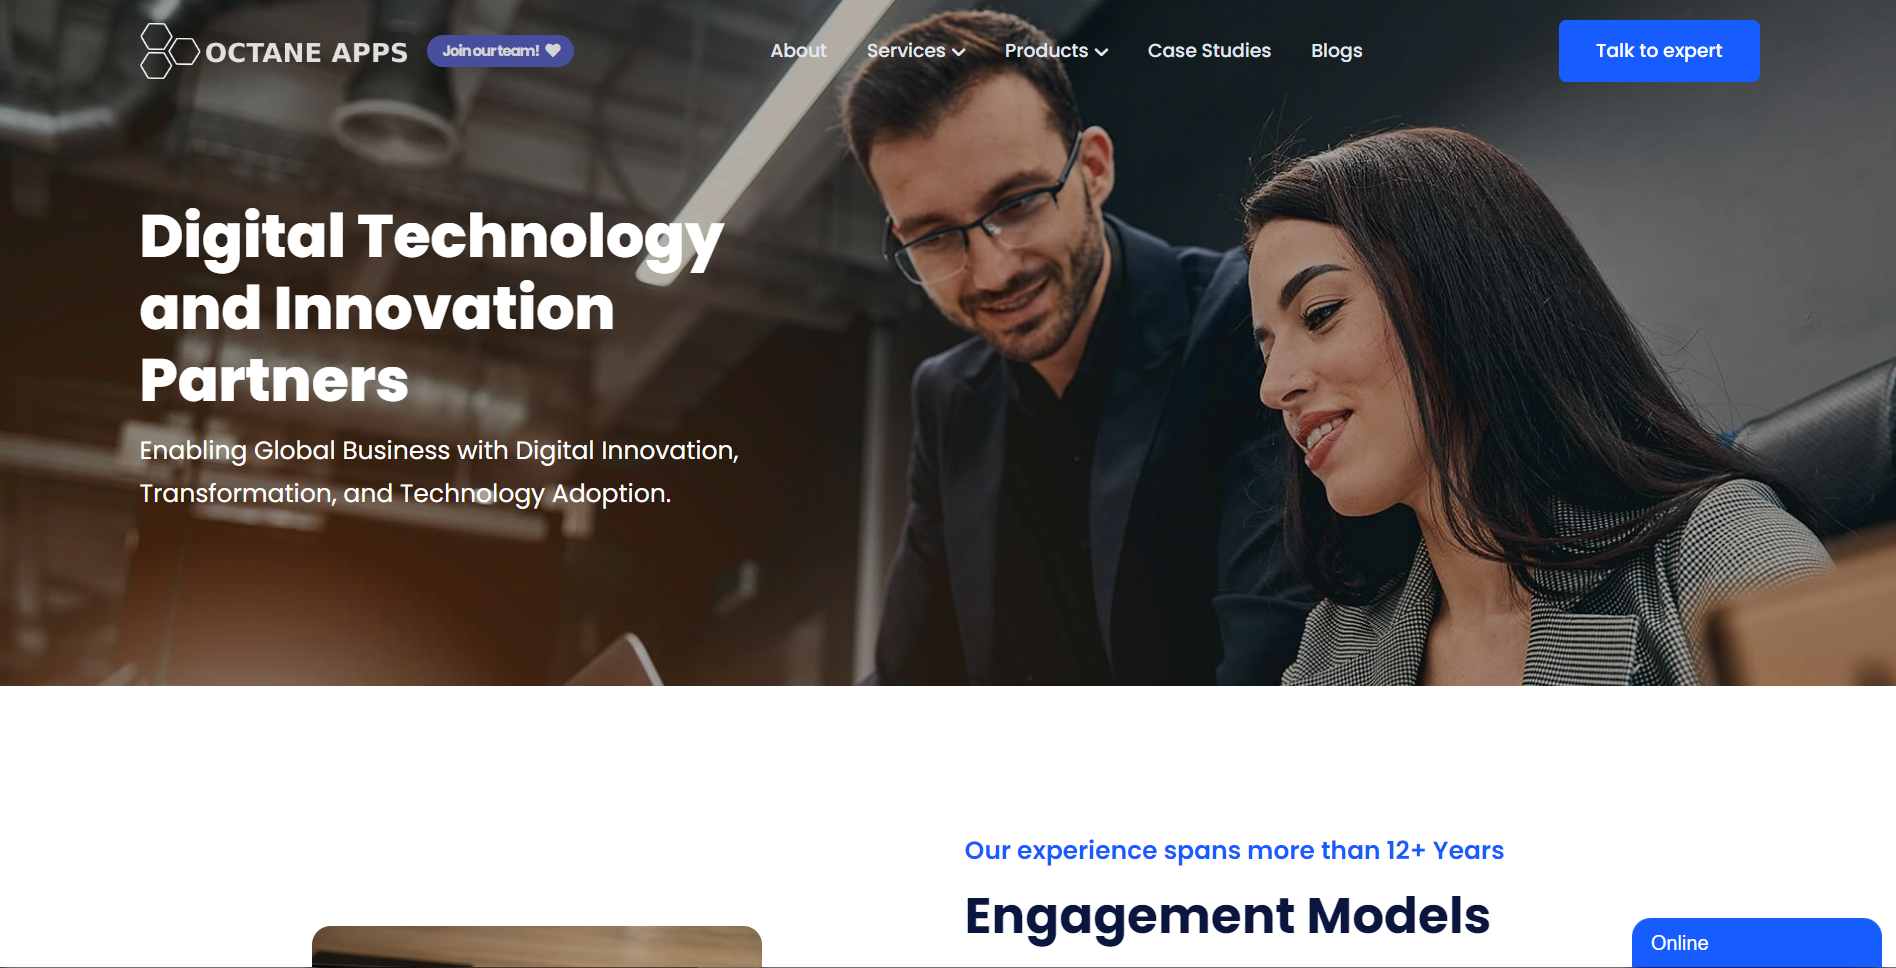 OCTANE APPS
Join our team!
About
Services
Products
Case Studies
Blogs
Talk to expert
Digital Technology
and Innovation
Partners
Enabling Global Business with Digital Innovation,
Transformation, and Technology Adoption.
Our experience spans more than 12+ Years
Engagement Models
Online